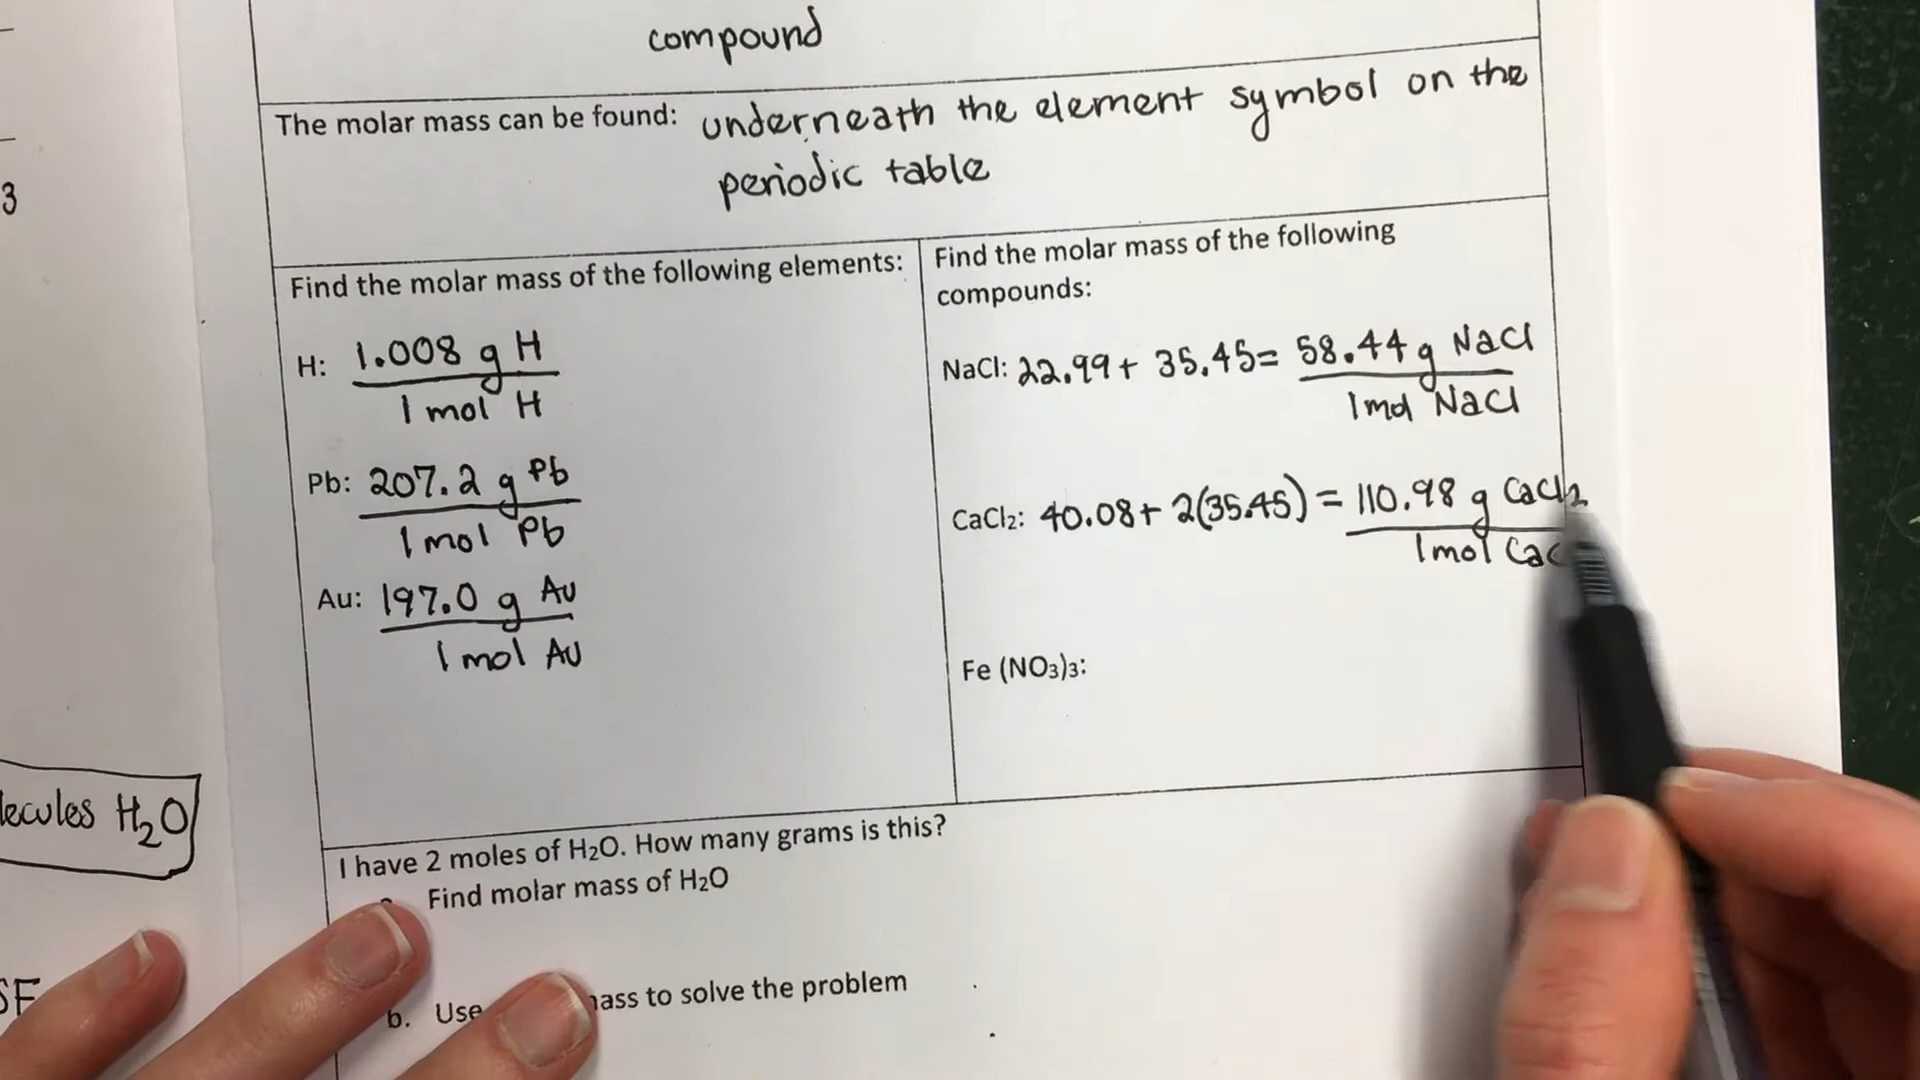 compound
The molar mass can be found: underneath the element symbol on the
periodic table
3
Find the molar mass of the following elements:
H: 1.008 g H
1 mol H
Pb: 207.2 g Pb
1 mol Pb
Au: 197.0 g Au
1 mol Au
Find the molar mass of the following
compounds:
NaCl: 22.99 + 35.45 = 58.44 g NaCl
1 mol NaCl
CaCl₂: 40.08 + 2(35.45) = 110.98 g CaCl₂
1 mol
Fe (NO₃)₃:
H₂O
I have 2 moles of H₂O. How many grams is this?
Find molar mass of H₂O
b. Use to solve the problem